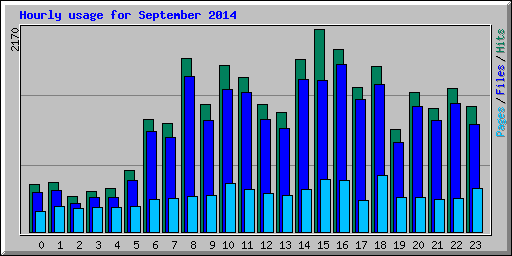 Hourly usage for September 2014
2170
Pages / Files / Hits
0 1 2 3 4 5 6 7 8 9 10 11 12 13 14 15 16 17 18 19 20 21 22 23